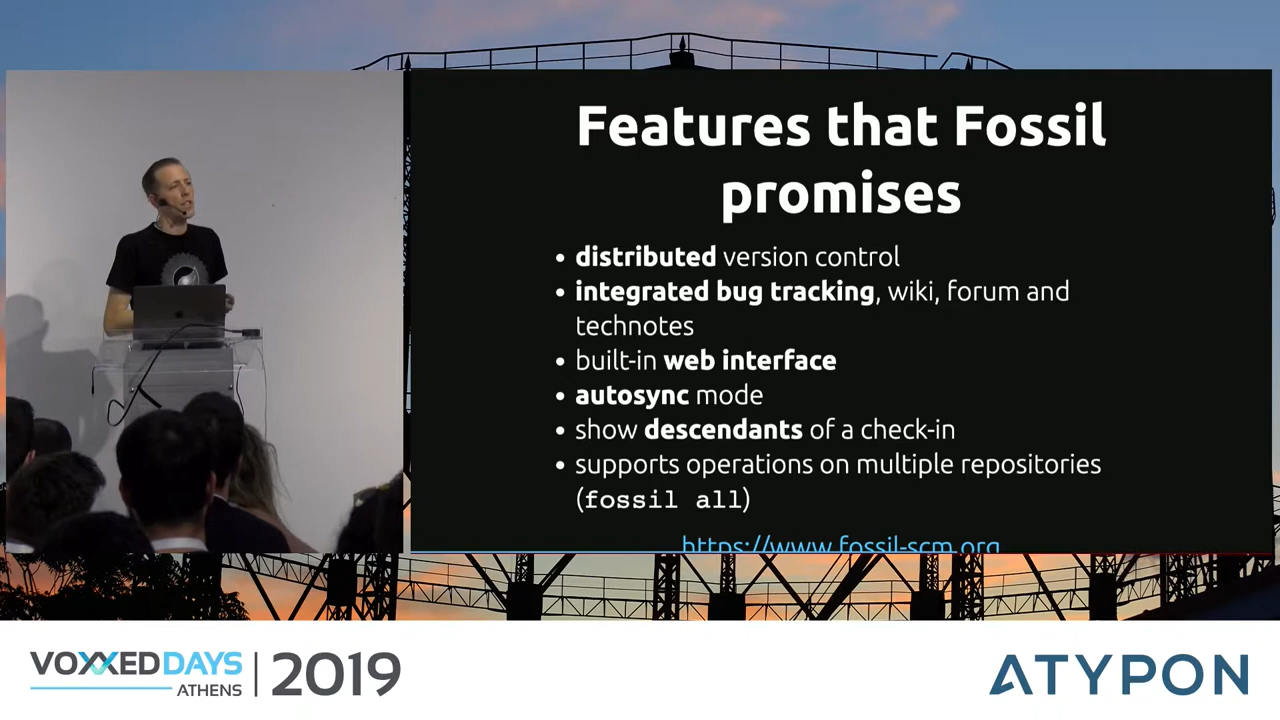 Features that Fossil
promises
• distributed version control
• integrated bug tracking, wiki, forum and
technotes
• built-in web interface
• autosync mode
• show descendants of a check-in
• supports operations on multiple repositories
(fossil all)
https://www.fossil-scm.org
VOXXED DAYS
ATHENS
2019
ATYPON